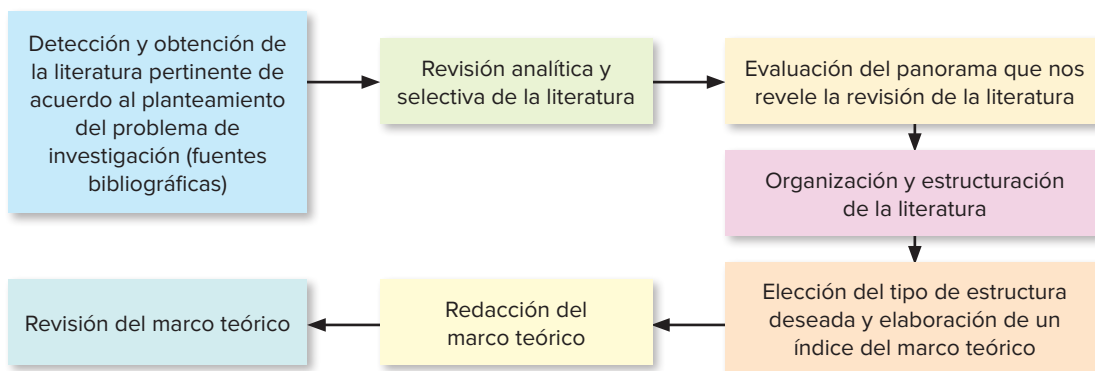 Detección y obtención de
la literatura pertinente de
acuerdo al planteamiento
del problema de
investigación (fuentes
bibliográficas)
Revisión analítica y
selectiva de la literatura
Evaluación del panorama que nos
revele la revisión de la literatura
Organización y estructuración
de la literatura
Elección del tipo de estructura
deseada y elaboración de un
índice del marco teórico
Redacción del
marco teórico
Revisión del marco teórico